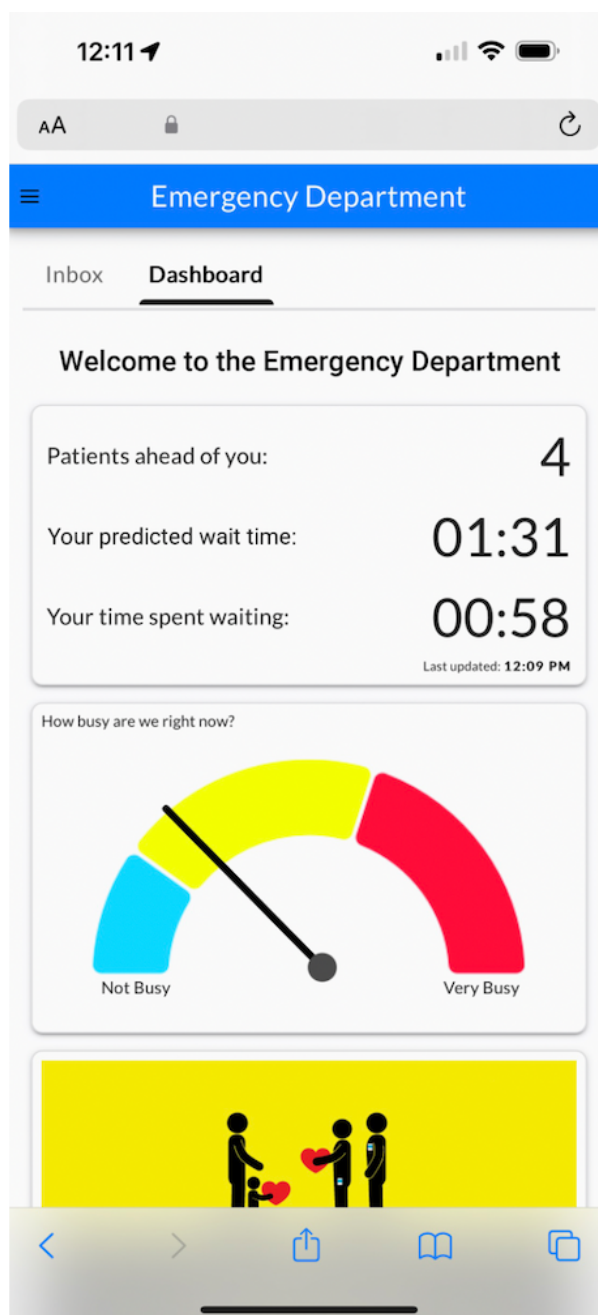 12:11
AA
Emergency Department
Inbox Dashboard
Welcome to the Emergency Department
Patients ahead of you: 4
Your predicted wait time: 01:31
Your time spent waiting: 00:58
Last updated: 12:09 PM
How busy are we right now?
Not Busy Very Busy